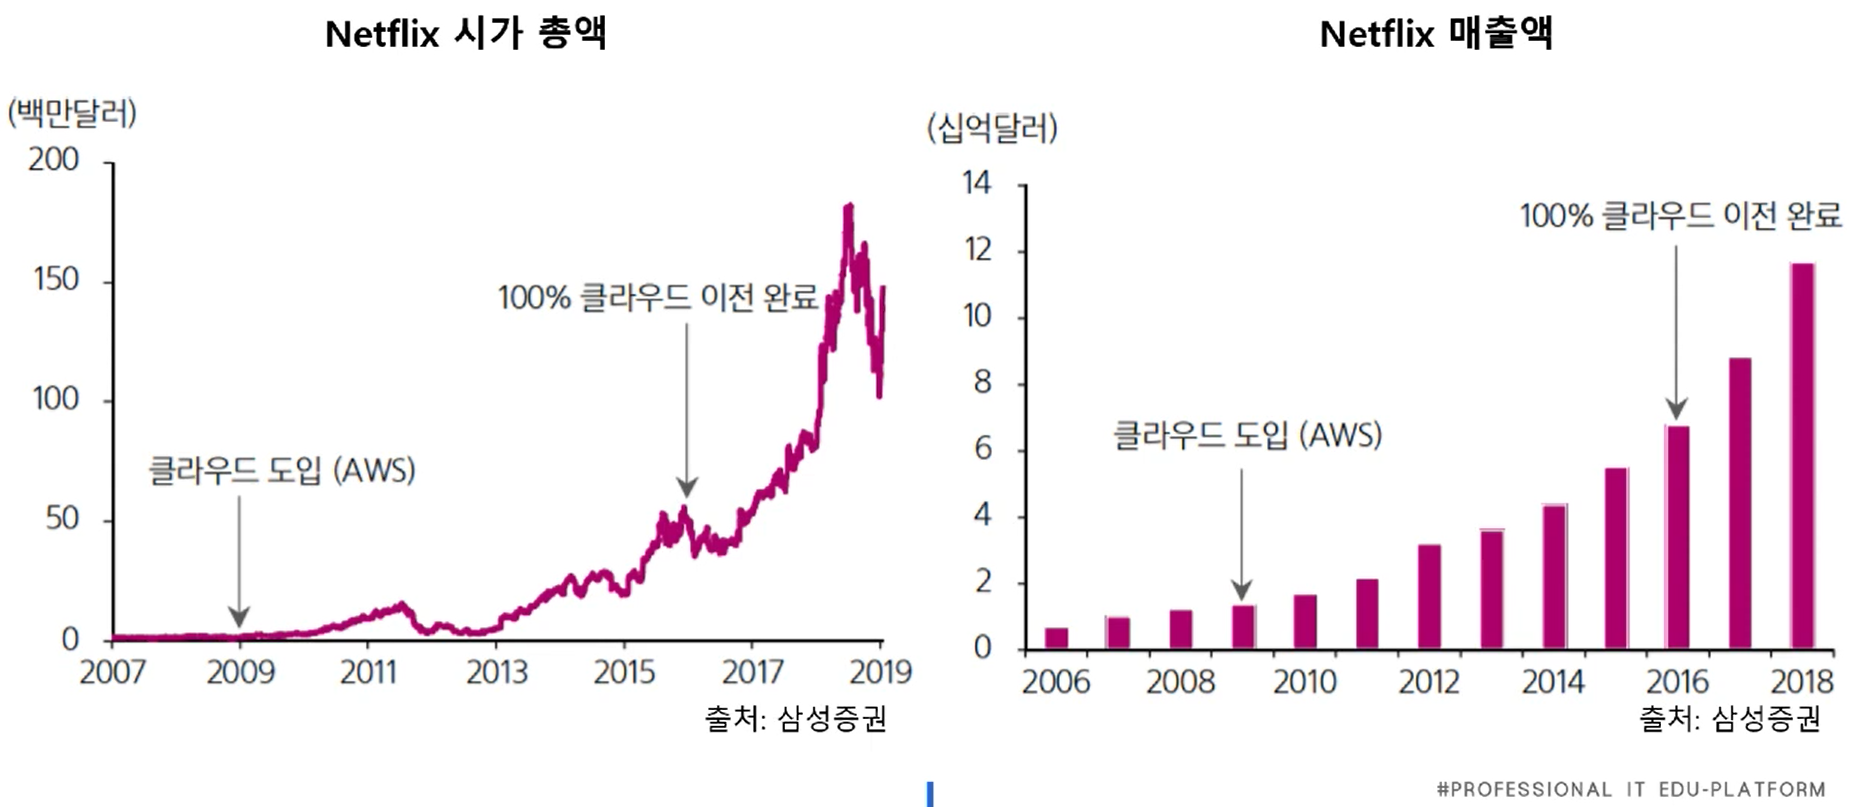 Netflix 시가 총액
(백만달러)
200
150
100
50
0
100% 클라우드 이전 완료
클라우드 도입 (AWS)
2007 2009 2011 2013 2015 2017 2019
출처: 삼성증권
Netflix 매출액
(십억달러)
14
12
10
8
6
4
2
0
100% 클라우드 이전 완료
클라우드 도입 (AWS)
2006 2008 2010 2012 2014 2016 2018
출처: 삼성증권
#PROFESSIONAL IT EDU-PLATFORM